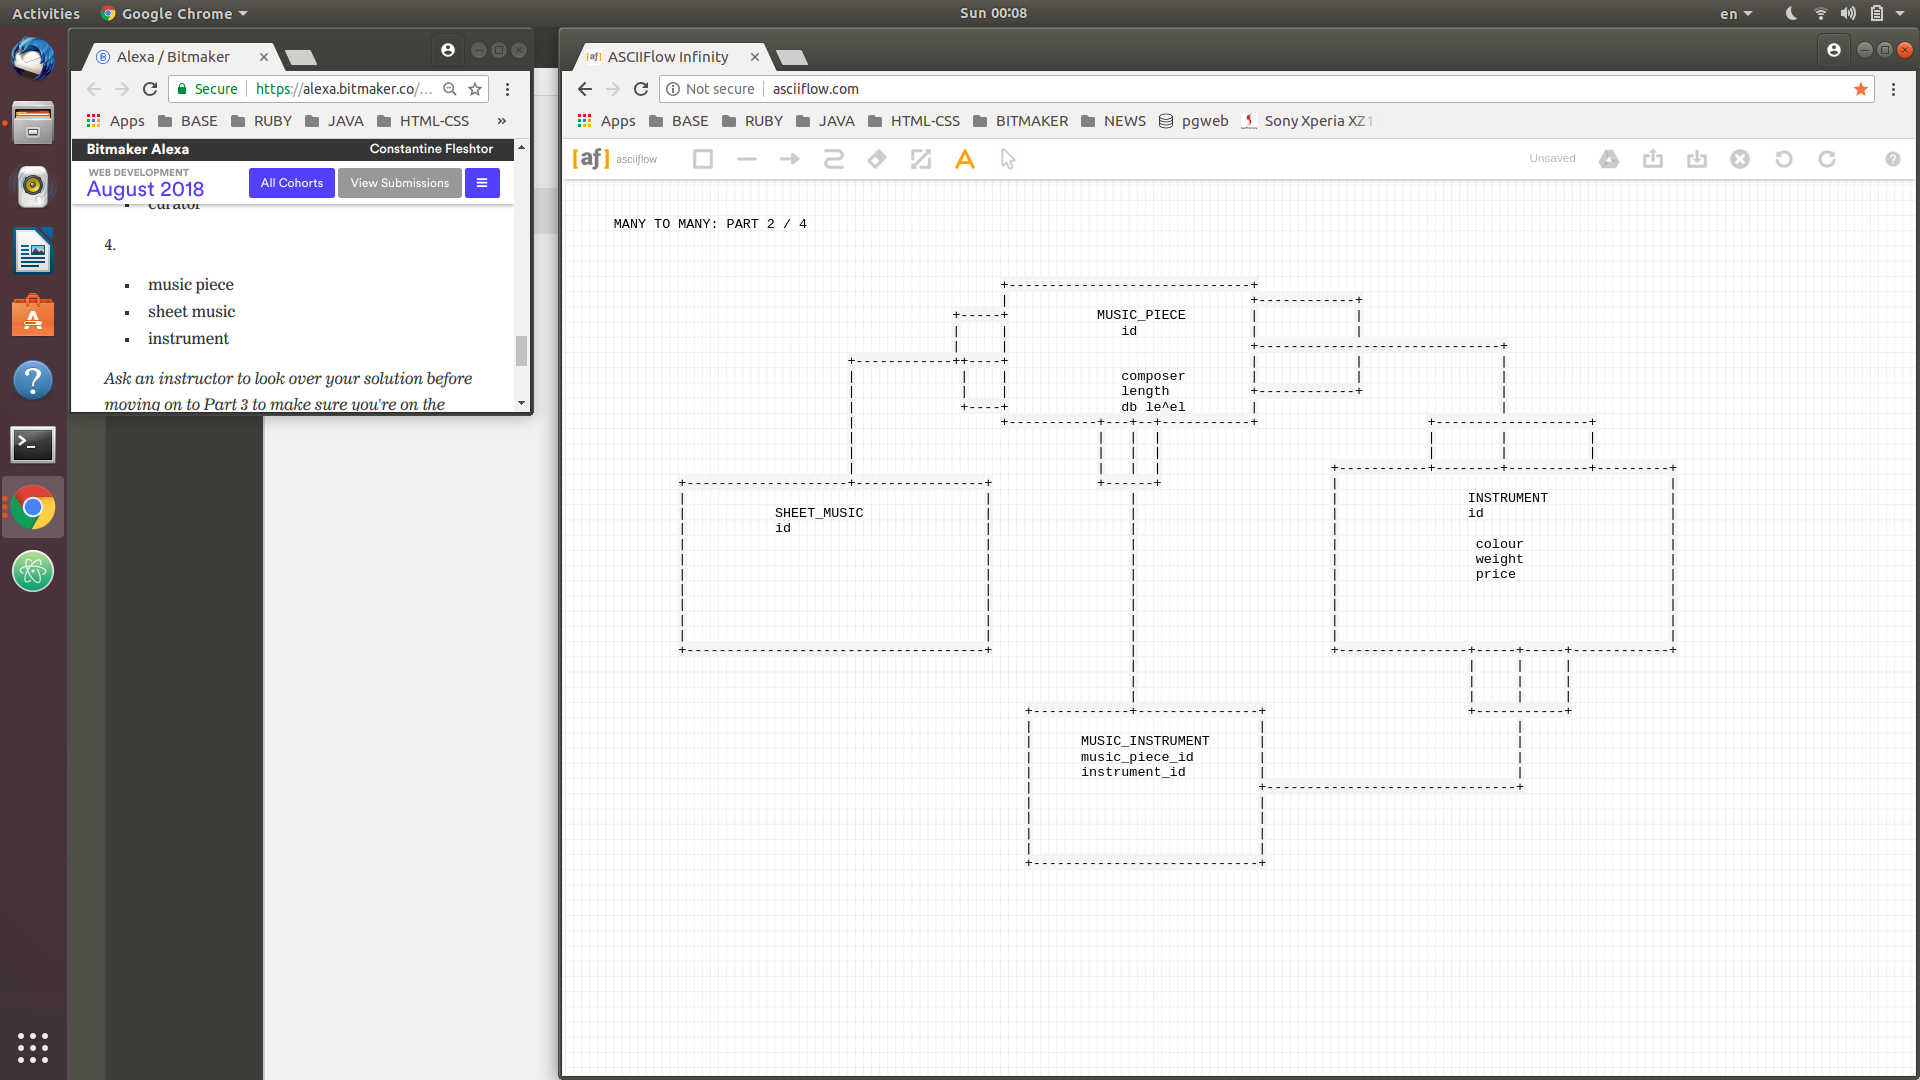 Activities
Google Chrome
Sun 00:08
en
Alexa / Bitmaker
Secure
https://alexa.bitmaker.co/...
Apps
BASE
RUBY
JAVA
HTML-CSS
»
Bitmaker Alexa
Constantine Fleshtor
WEB DEVELOPMENT
August 2018
All Cohorts
View Submissions
curator
4.
music piece
sheet music
instrument
Ask an instructor to look over your solution before
moving on to Part 3 to make sure you're on the
[af] ASCIIFlow Infinity
Not secure
asciiflow.com
Apps
BASE
RUBY
JAVA
HTML-CSS
BITMAKER
NEWS
pgweb
Sony Xperia XZ1
[af] asciiflow
A
Unsaved
MANY TO MANY: PART 2 / 4
MUSIC_PIECE
id
composer
length
db le^el
SHEET_MUSIC
id
INSTRUMENT
id
colour
weight
price
MUSIC_INSTRUMENT
music_piece_id
instrument_id